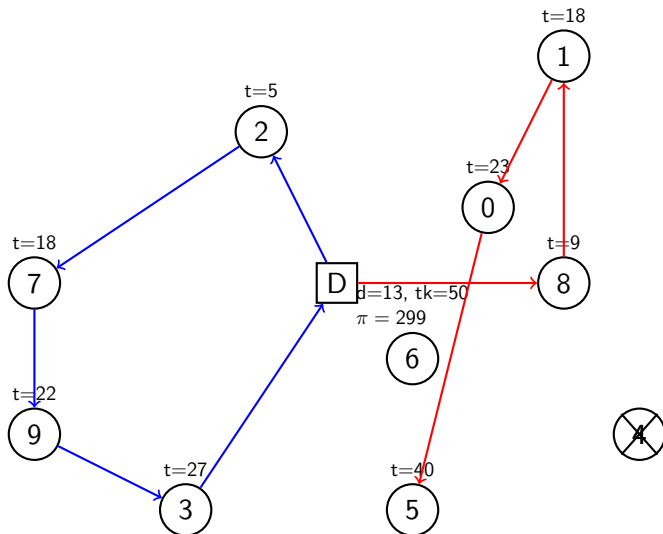 t=18
1
t=5
2
t=23
0
t=18
7
t=9
8
D
d=13, tk=50
π = 299
6
t=22
9
4
t=27
3
t=40
5